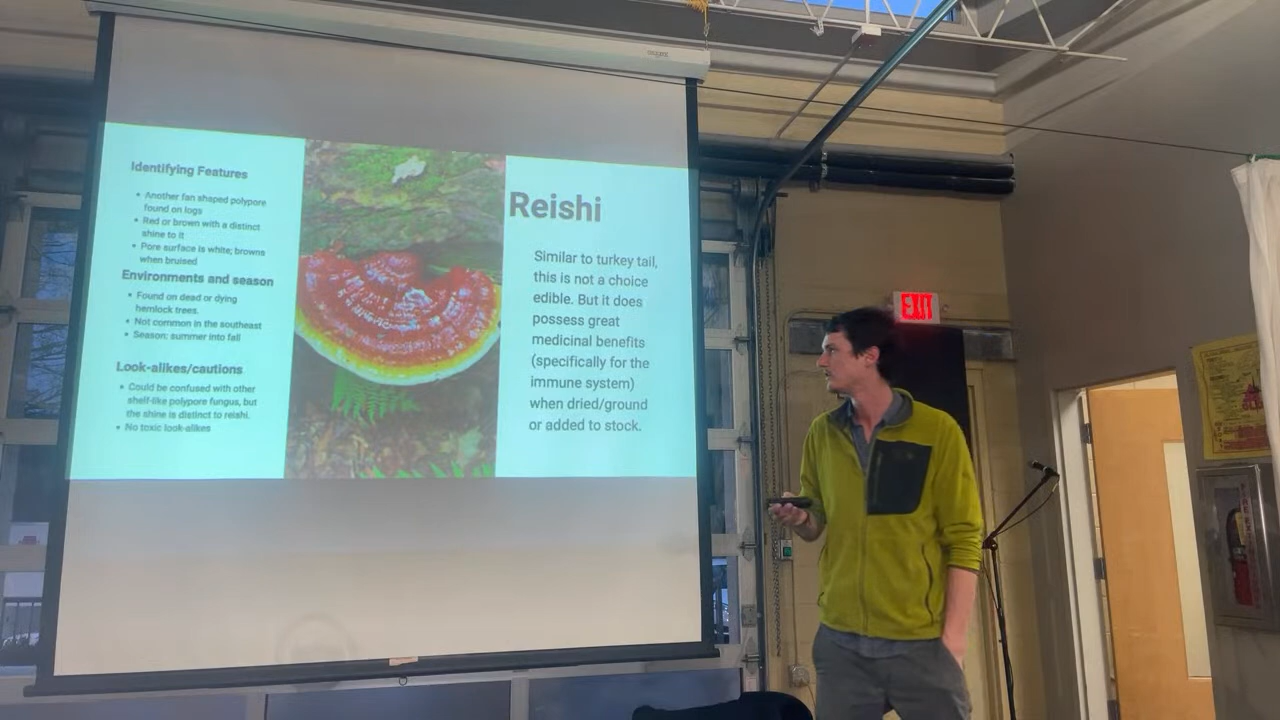 Identifying Features
• Another fan shaped polypore
found on logs
• Red or brown with a distinct
shine to it
• Pore surface is white; browns
when bruised
Environments and season
• Found on dead or dying
hemlock trees.
• Not common in the southeast
• Season: summer into fall
Look-alikes/cautions
• Could be confused with other
shelf-like polypore fungus, but
the shine is distinct to reishi.
• No toxic look-alikes
Reishi
Similar to turkey tail,
this is not a choice
edible. But it does
possess great
medicinal benefits
(specifically for the
immune system)
when dried/ground
or added to stock.
EXIT